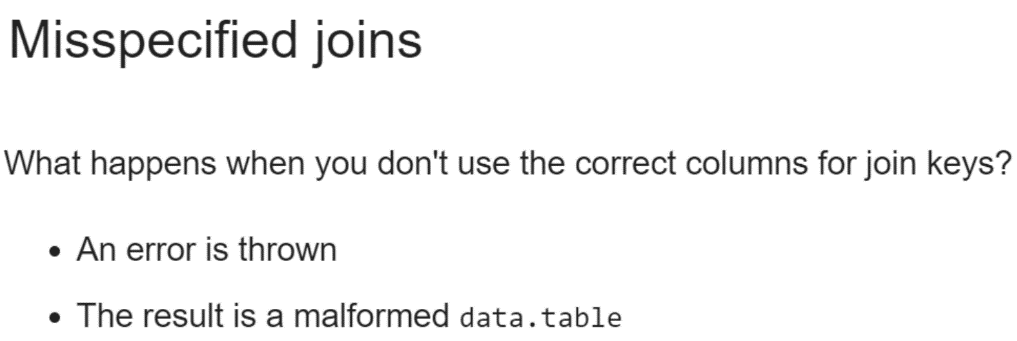 Misspecified joins
What happens when you don't use the correct columns for join keys?
• An error is thrown
• The result is a malformed data.table